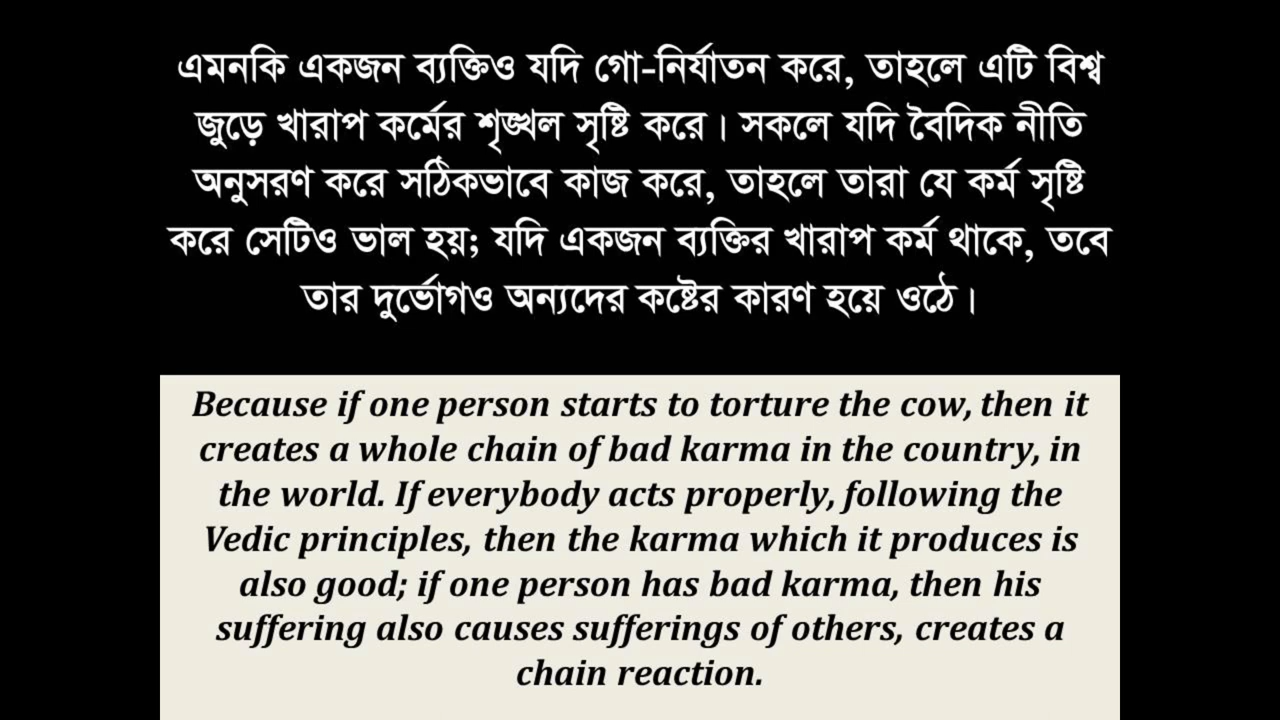 এমনকি একজন ব্যক্তিও যদি গো-নির্যাতন করে, তাহলে এটি বিশ্ব
জুড়ে খারাপ কর্মের শৃঙ্খল সৃষ্টি করে। সকলে যদি বৈদিক নীতি
অনুসরণ করে সঠিকভাবে কাজ করে, তাহলে তারা যে কর্ম সৃষ্টি
করে সেটিও ভাল হয়; যদি একজন ব্যক্তির খারাপ কর্ম থাকে, তবে
তার দুর্ভোগও অন্যদের কষ্টের কারণ হয়ে ওঠে।
Because if one person starts to torture the cow, then it
creates a whole chain of bad karma in the country, in
the world. If everybody acts properly, following the
Vedic principles, then the karma which it produces is
also good; if one person has bad karma, then his
suffering also causes sufferings of others, creates a
chain reaction.